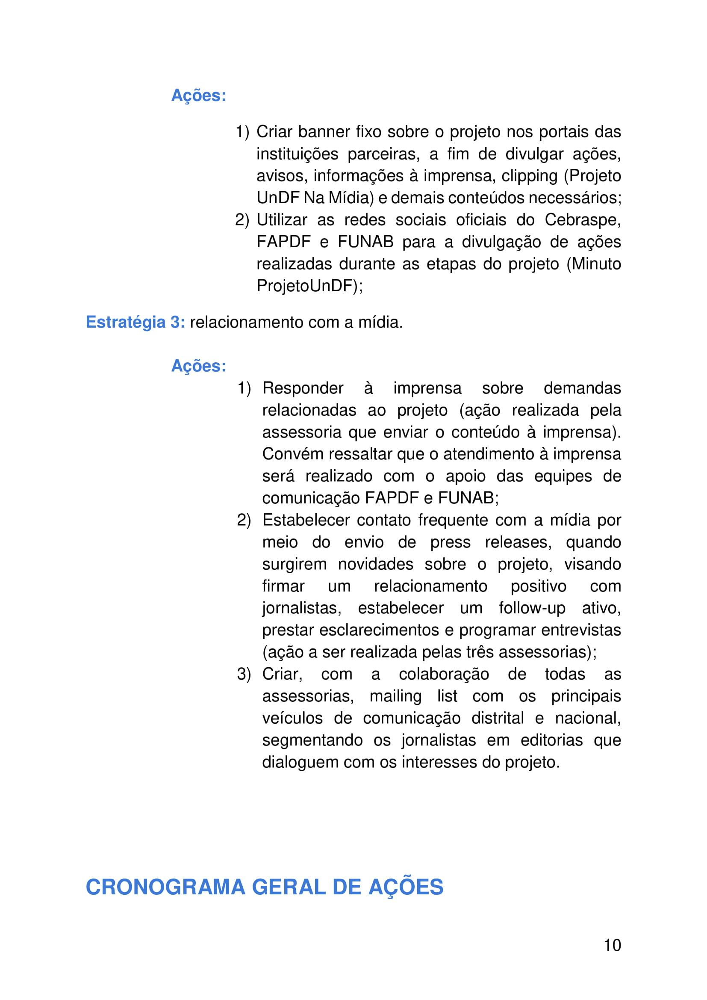 Ações:
1) Criar banner fixo sobre o projeto nos portais das
instituições parceiras, a fim de divulgar ações,
avisos, informações à imprensa, clipping (Projeto
UnDF Na Mídia) e demais conteúdos necessários;
2) Utilizar as redes sociais oficiais do Cebraspe,
FAPDF e FUNAB para a divulgação de ações
realizadas durante as etapas do projeto (Minuto
ProjetoUnDF);
Estratégia 3: relacionamento com a mídia.
Ações:
1) Responder à imprensa sobre demandas
relacionadas ao projeto (ação realizada pela
assessoria que enviar o conteúdo à imprensa).
Convém ressaltar que o atendimento à imprensa
será realizado com o apoio das equipes de
comunicação FAPDF e FUNAB;
2) Estabelecer contato frequente com a mídia por
meio do envio de press releases, quando
surgirem novidades sobre o projeto, visando
firmar um relacionamento positivo com
jornalistas, estabelecer um follow-up ativo,
prestar esclarecimentos e programar entrevistas
(ação a ser realizada pelas três assessorias);
3) Criar, com a colaboração de todas as
assessorias, mailing list com os principais
veículos de comunicação distrital e nacional,
segmentando os jornalistas em editorias que
dialoguem com os interesses do projeto.
CRONOGRAMA GERAL DE AÇÕES
10